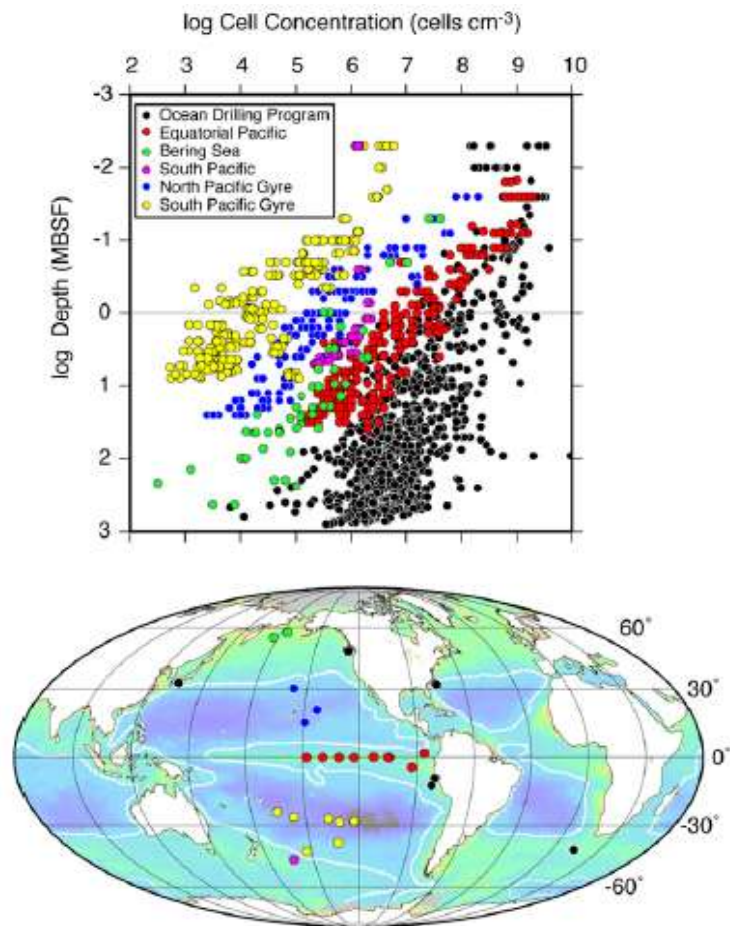 log Cell Concentration (cells cm-3)
2 3 4 5 6 7 8 9 10
-3
Ocean Drilling Program
Equatorial Pacific
Bering Sea
South Pacific
North Pacific Gyre
South Pacific Gyre
-2
-1
0
1
2
3
log Depth (MBSF)
60°
30°
0°
-30°
-60°